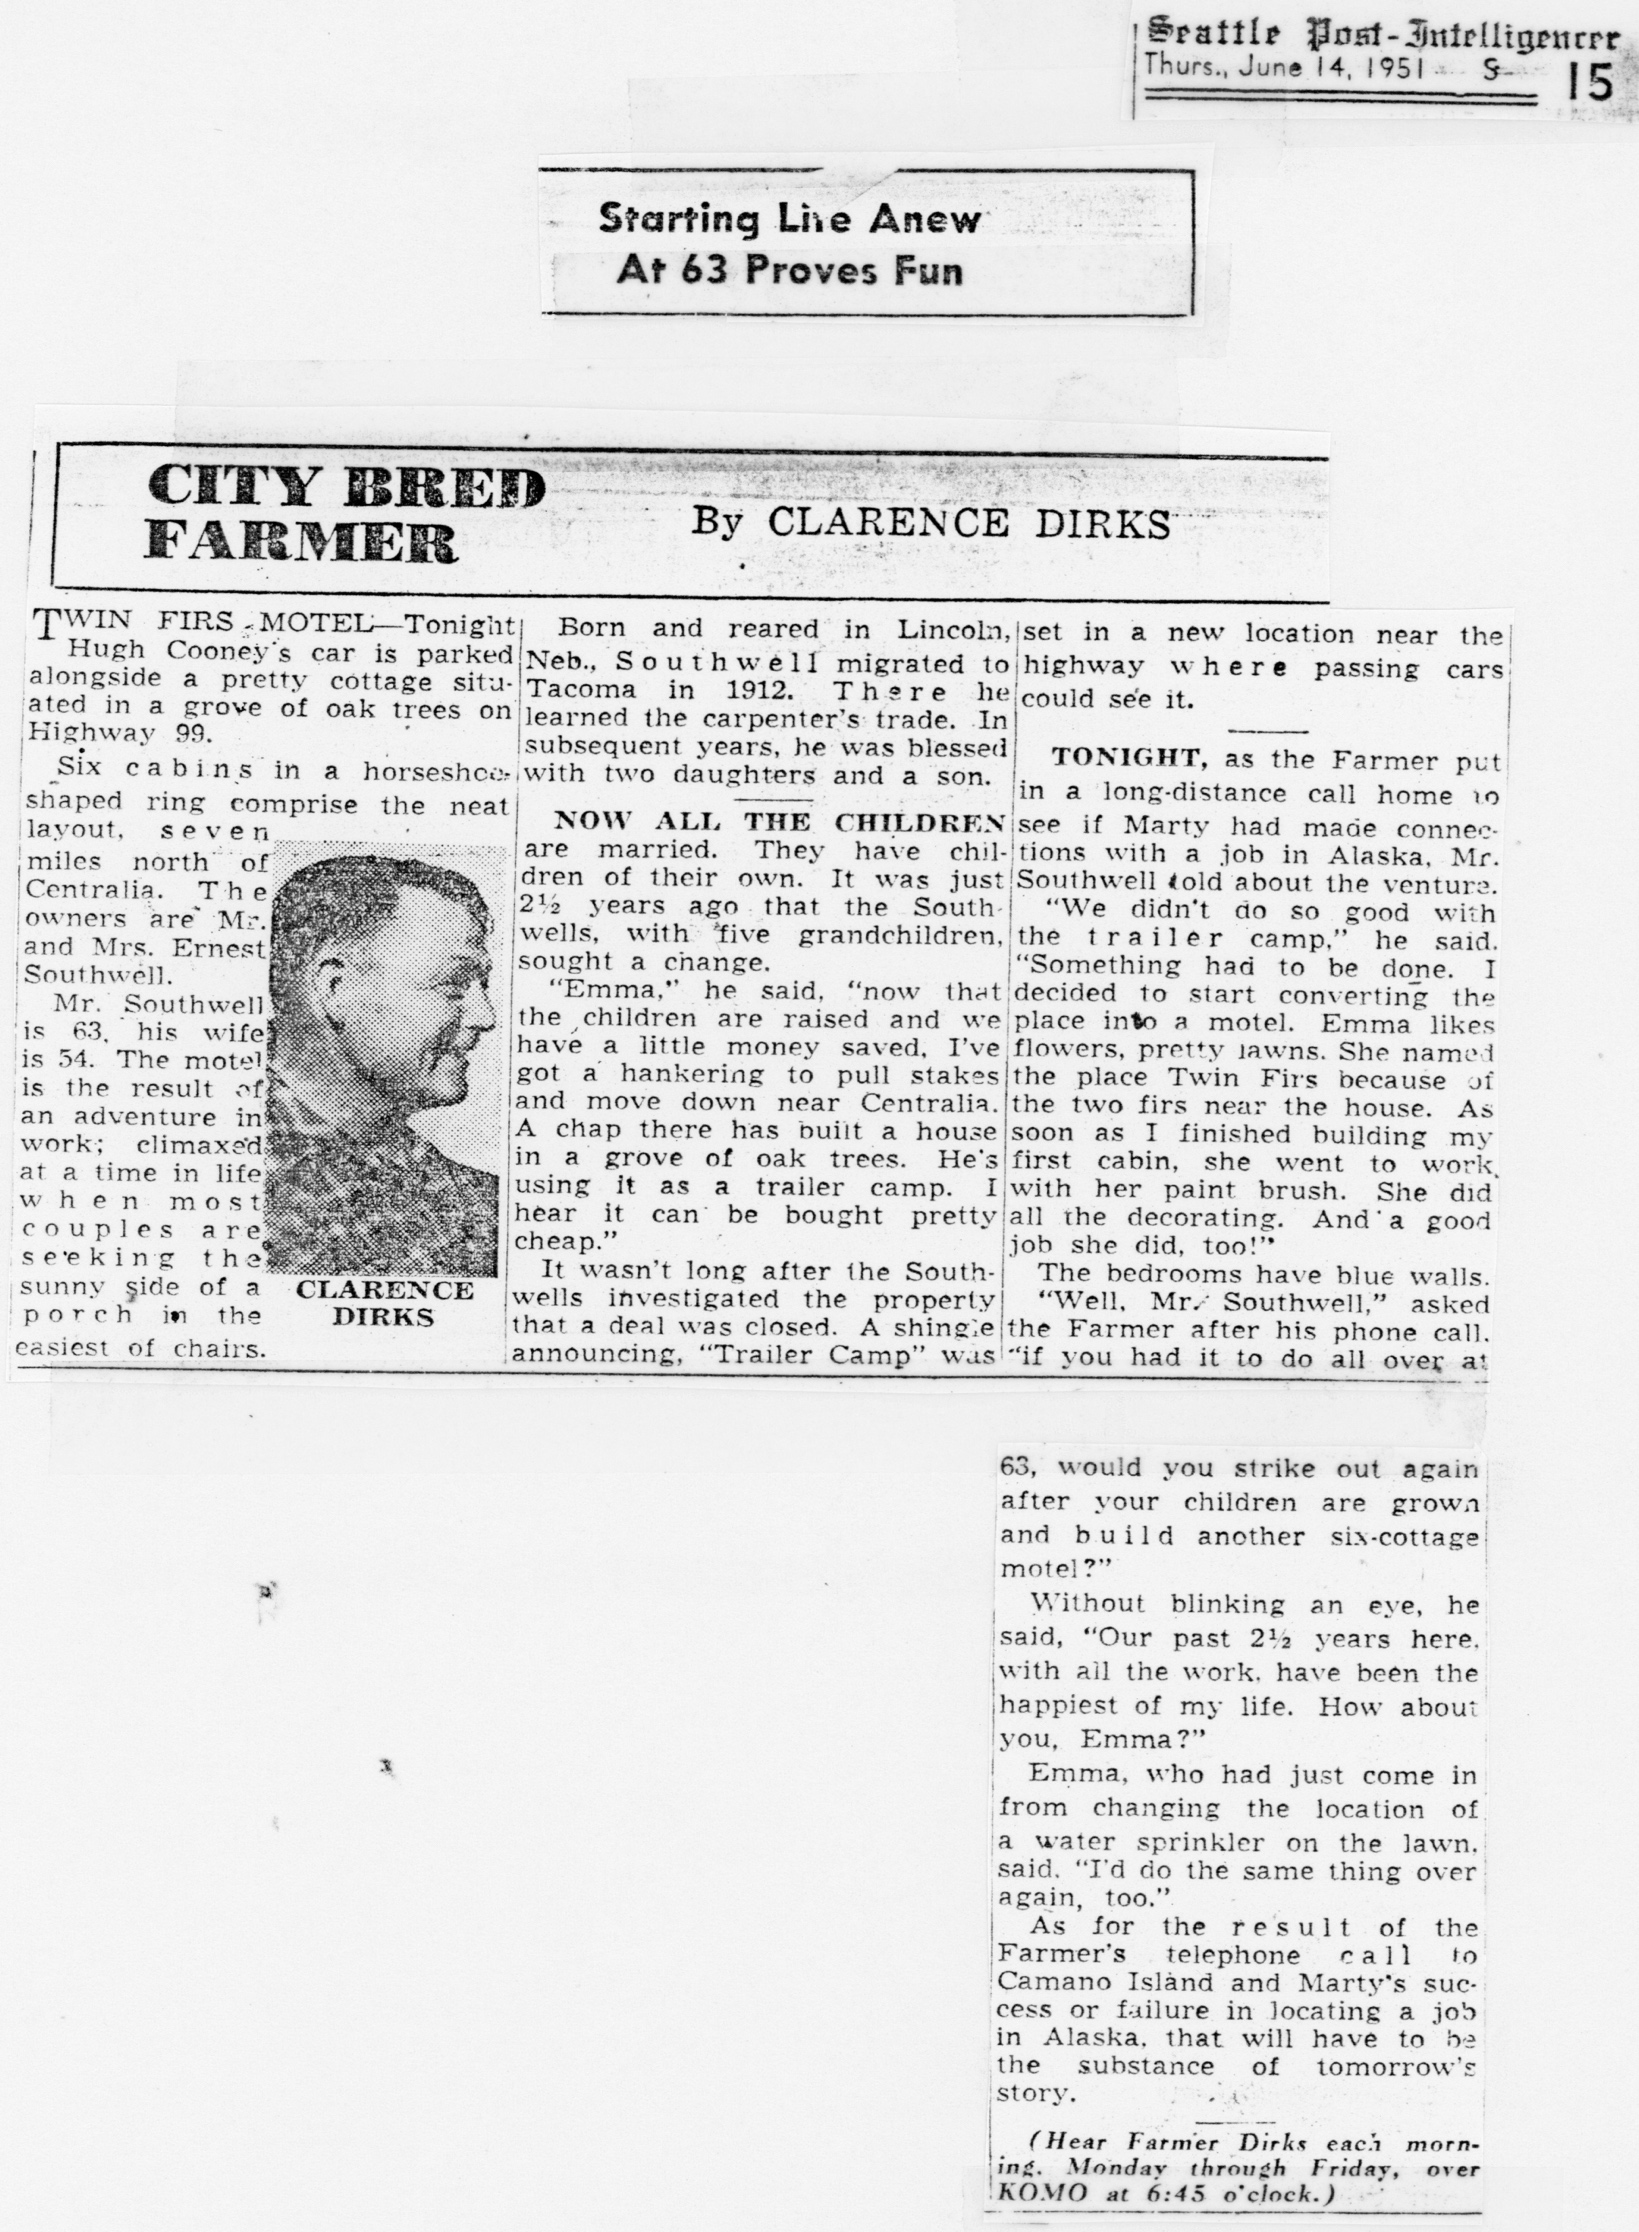 Seattle Post-Intelligencer
Thurs., June 14, 1951 S 15
Starting Life Anew
At 63 Proves Fun
CITY BRED
FARMER
By CLARENCE DIRKS
TWIN FIRS MOTEL—Tonight
Hugh Cooney's car is parked
alongside a pretty cottage situ-
ated in a grove of oak trees on
Highway 99.
Six cabins in a horseshoe-
shaped ring comprise the neat
layout, seven
miles north of
Centralia. The
owners are Mr.
and Mrs. Ernest
Southwell.
Mr. Southwell
is 63, his wife
is 54. The motel
is the result of
an adventure in
work; climaxed
at a time in life
when most
couples are
seeking the
sunny side of a
porch in the
easiest of chairs.
CLARENCE
DIRKS
Born and reared in Lincoln,
Neb., Southwell migrated to
Tacoma in 1912. There he
learned the carpenter's trade. In
subsequent years, he was blessed
with two daughters and a son.
NOW ALL THE CHILDREN
are married. They have chil-
dren of their own. It was just
2½ years ago that the South-
wells, with five grandchildren,
sought a change.
"Emma," he said, "now that
the children are raised and we
have a little money saved, I've
got a hankering to pull stakes
and move down near Centralia.
A chap there has built a house
in a grove of oak trees. He's
using it as a trailer camp. I
hear it can be bought pretty
cheap."
It wasn't long after the South-
wells investigated the property
that a deal was closed. A shingle
announcing, "Trailer Camp" was
set in a new location near the
highway where passing cars
could see it.
TONIGHT, as the Farmer put
in a long-distance call home to
see if Marty had made connec-
tions with a job in Alaska, Mr.
Southwell told about the venture.
"We didn't do so good with
the trailer camp," he said.
"Something had to be done. I
decided to start converting the
place into a motel. Emma likes
flowers, pretty lawns. She named
the place Twin Firs because of
the two firs near the house. As
soon as I finished building my
first cabin, she went to work
with her paint brush. She did
all the decorating. And a good
job she did, too!"
The bedrooms have blue walls.
"Well, Mr. Southwell," asked
the Farmer after his phone call,
"if you had it to do all over at
63, would you strike out again
after your children are grown
and build another six-cottage
motel?"
Without blinking an eye, he
said, "Our past 2½ years here,
with all the work, have been the
happiest of my life. How about
you, Emma?"
Emma, who had just come in
from changing the location of
a water sprinkler on the lawn,
said, "I'd do the same thing over
again, too."
As for the result of the
Farmer's telephone call to
Camano Island and Marty's suc-
cess or failure in locating a job
in Alaska, that will have to be
the substance of tomorrow's
story.
(Hear Farmer Dirks each morn-
ing, Monday through Friday, over
KOMO at 6:45 o'clock.)